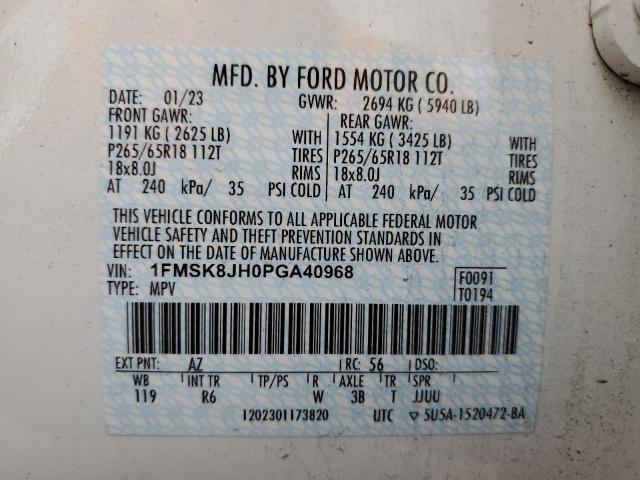 MFD. BY FORD MOTOR CO.
DATE: 01/23 GVWR: 2694 KG ( 5940 LB)
FRONT GAWR: REAR GAWR:
1191 KG ( 2625 LB) WITH 1554 KG ( 3425 LB) WITH
P265/65R18 112T TIRES P265/65R18 112T TIRES
18x8.0J RIMS 18x8.0J RIMS
AT 240 kPa/ 35 PSI COLD AT 240 kPa/ 35 PSI COLD
THIS VEHICLE CONFORMS TO ALL APPLICABLE FEDERAL MOTOR
VEHICLE SAFETY AND THEFT PREVENTION STANDARDS IN
EFFECT ON THE DATE OF MANUFACTURE SHOWN ABOVE.
VIN: 1FMSK8JH0PGA40968 F0091
TYPE: MPV T0194
EXT PNT: AZ RC: 56 DSO:
WB INT TR TP/PS R AXLE TR SPR
119 R6 W 3B T JJUU
1202301173820 UTC ▽ 5U5A-1520472-BA